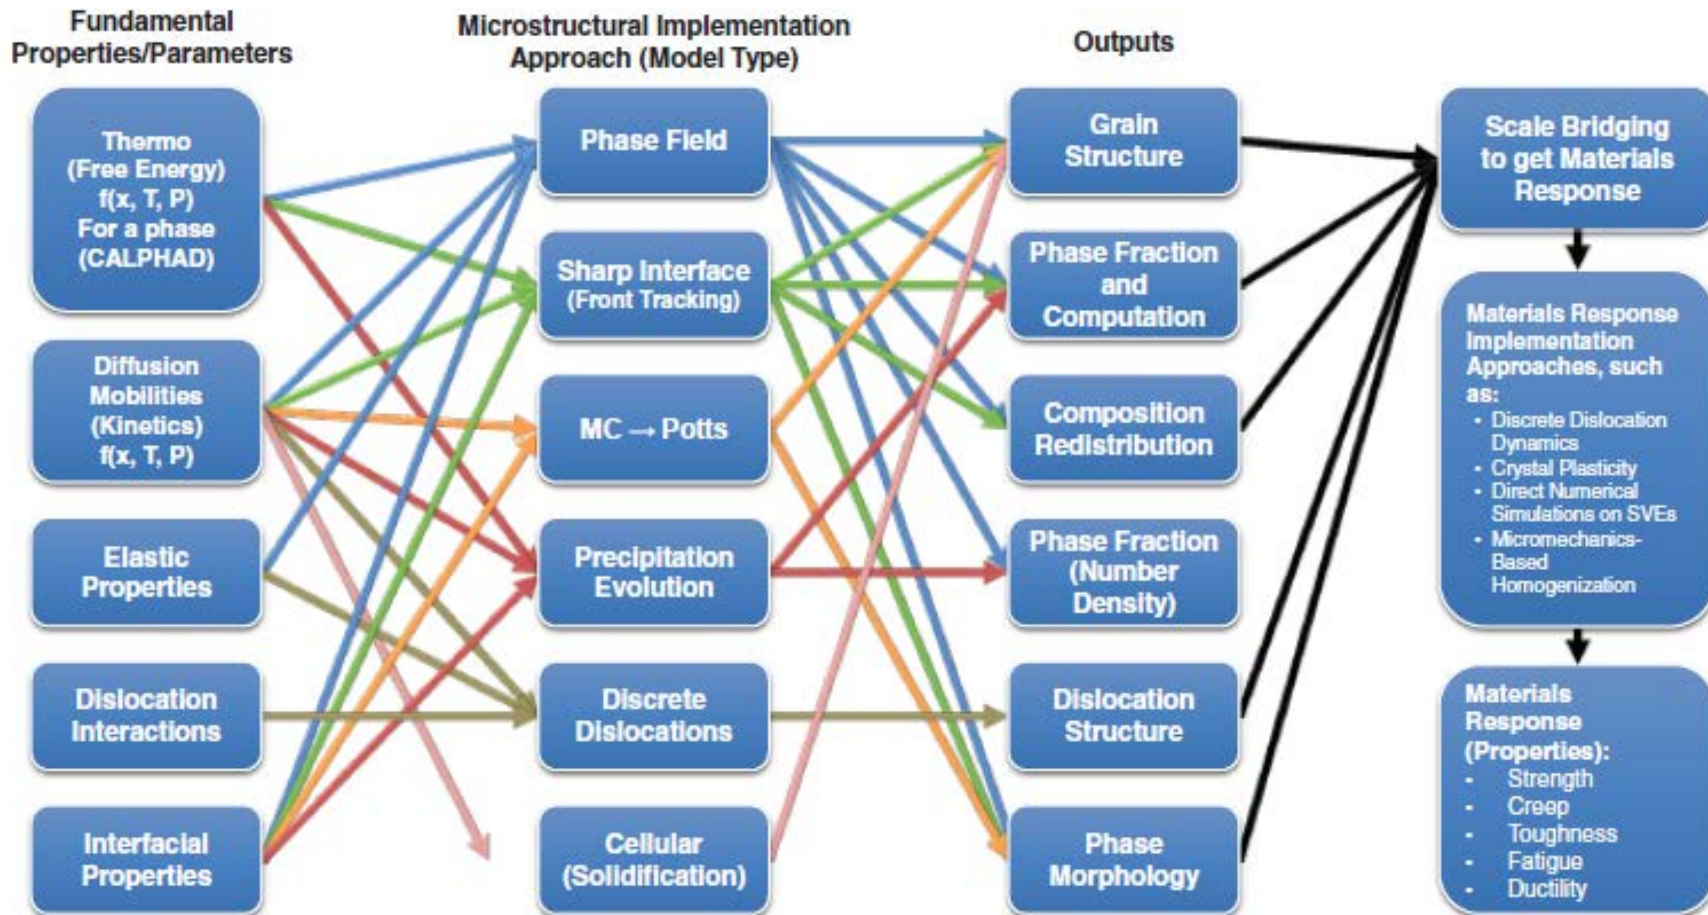 Fundamental
Properties/Parameters
Thermo
(Free Energy)
f(x, T, P)
For a phase
(CALPHAD)
Diffusion
Mobilities
(Kinetics)
f(x, T, P)
Elastic
Properties
Dislocation
Interactions
Interfacial
Properties
Microstructural Implementation
Approach (Model Type)
Phase Field
Sharp Interface
(Front Tracking)
MC → Potts
Precipitation
Evolution
Discrete
Dislocations
Cellular
(Solidification)
Outputs
Grain
Structure
Phase Fraction
and
Computation
Composition
Redistribution
Phase Fraction
(Number
Density)
Dislocation
Structure
Phase
Morphology
Scale Bridging
to get Materials
Response
Materials Response
Implementation
Approaches, such
as:
• Discrete Dislocation
Dynamics
• Crystal Plasticity
• Direct Numerical
Simulations on SVEs
• Micromechanics-
Based
Homogenization
Materials
Response
(Properties):
- Strength
- Creep
- Toughness
- Fatigue
- Ductility